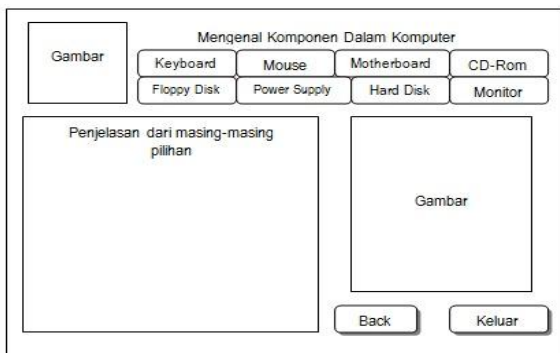 Mengenal Komponen Dalam Komputer
Gambar
Keyboard Mouse Motherboard CD-Rom
Floppy Disk Power Supply Hard Disk Monitor
Penjelasan dari masing-masing
pilihan
Gambar
Back Keluar